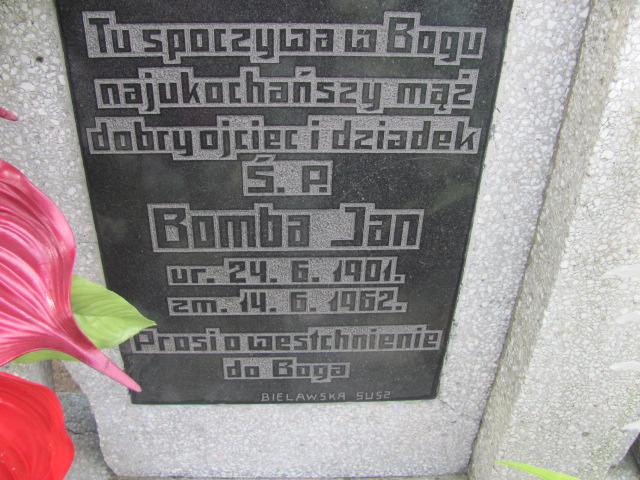 Tu spoczywa w Bogu
najukochańszy mąż
dobry ojciec i dziadek
Ś. P.
Bomba Jan
ur. 24. 6. 1901.
zm. 14. 6. 1962.
Prosi o westchnienie
do Boga
BIELAWSKA SUSZ